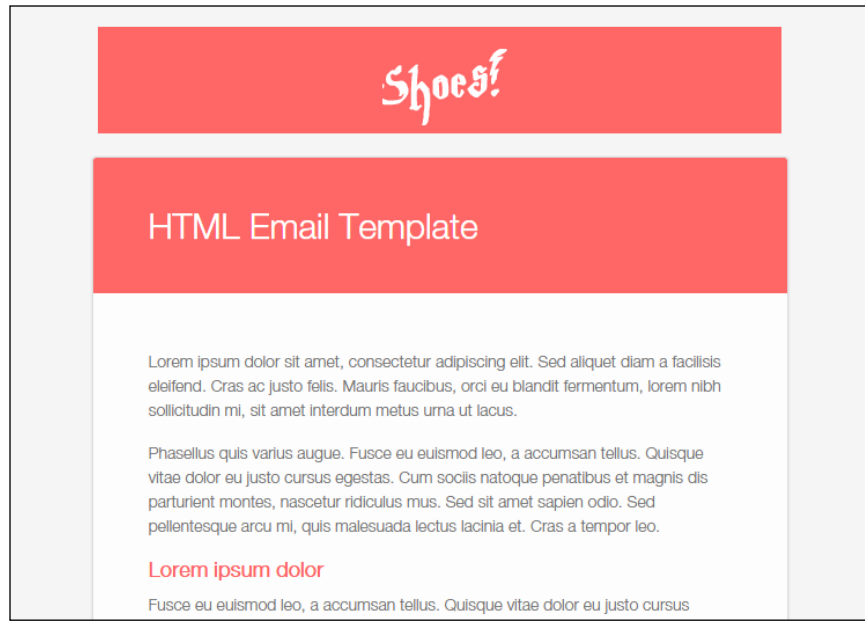 Shoes!
HTML Email Template
Lorem ipsum dolor sit amet, consectetur adipiscing elit. Sed aliquet diam a facilisis
eleifend. Cras ac justo felis. Mauris faucibus, orci eu blandit fermentum, lorem nibh
sollicitudin mi, sit amet interdum metus urna ut lacus.
Phasellus quis varius augue. Fusce eu euismod leo, a accumsan tellus. Quisque
vitae dolor eu justo cursus egestas. Cum sociis natoque penatibus et magnis dis
parturient montes, nascetur ridiculus mus. Sed sit amet sapien odio. Sed
pellentesque arcu mi, quis malesuada lectus lacinia et. Cras a tempor leo.
Lorem ipsum dolor
Fusce eu euismod leo, a accumsan tellus. Quisque vitae dolor eu justo cursus